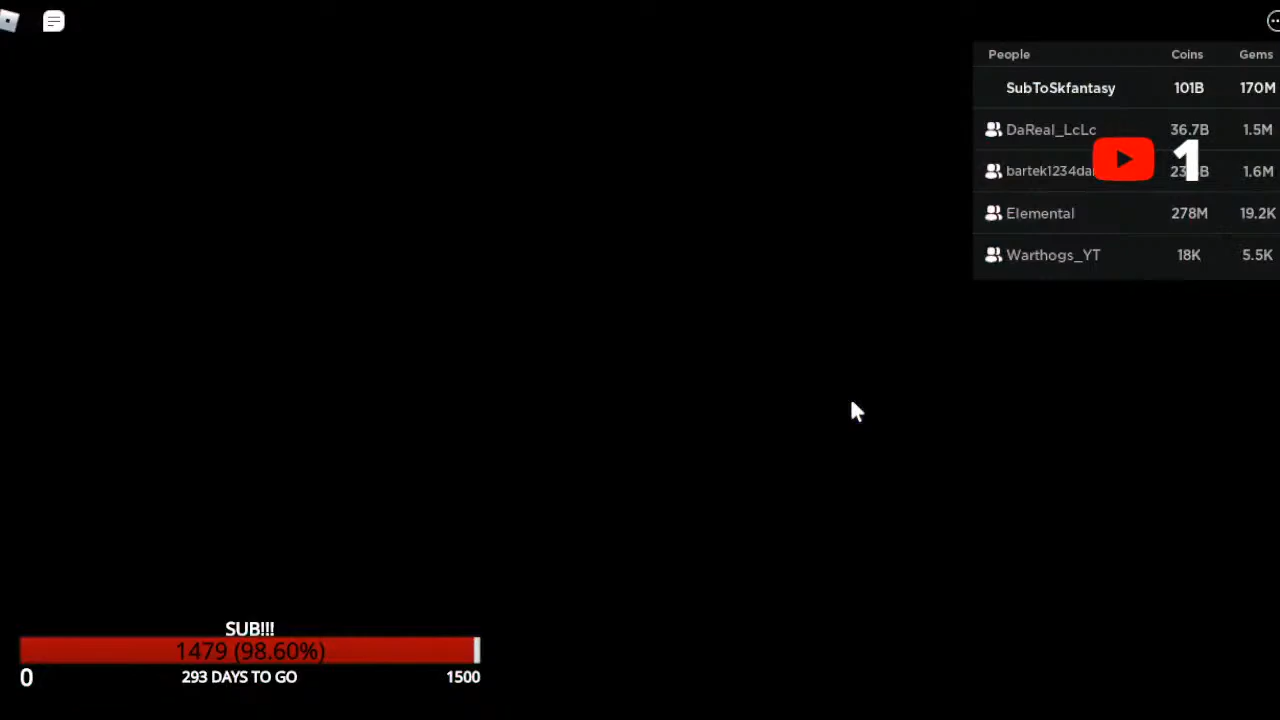 People Coins Gems
SubToSkfantasy 101B 170M
DaReal_LcLc 36.7B 1.5M
1
1.6M
Elemental 278M 19.2K
Warthogs_YT 18K 5.5K
SUB!!!
1479 (98.60%)
0 293 DAYS TO GO 1500